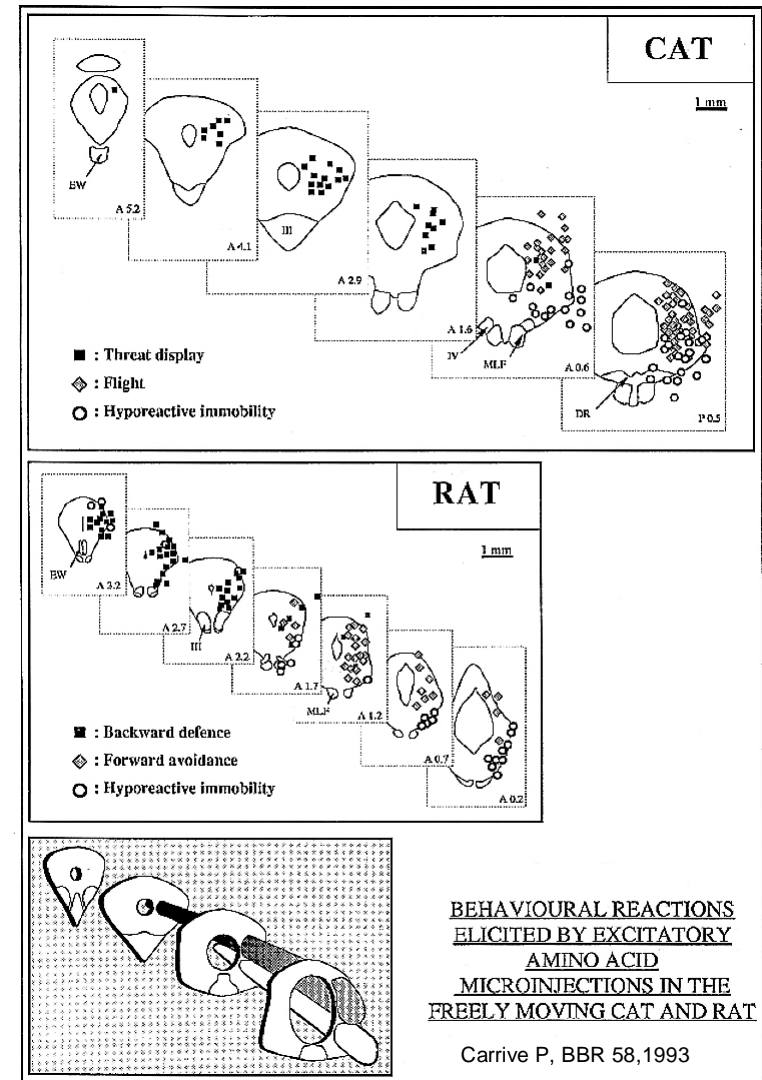 CAT
1 mm
EW
A 5.2
A 4.1
III
A 2.9
A 1.6
IV
MLF
A 0.6
DR
P 0.5
: Threat display
: Flight
: Hyporeactive immobility
RAT
1 mm
EW
A 3.2
A 2.7
III
A 2.2
A 1.7
MLF
A 1.2
A 0.7
A 0.2
: Backward defence
: Forward avoidance
: Hyporeactive immobility
BEHAVIOURAL REACTIONS
ELICITED BY EXCITATORY
AMINO ACID
MICROINJECTIONS IN THE
FREELY MOVING CAT AND RAT
Carrive P, BBR 58,1993